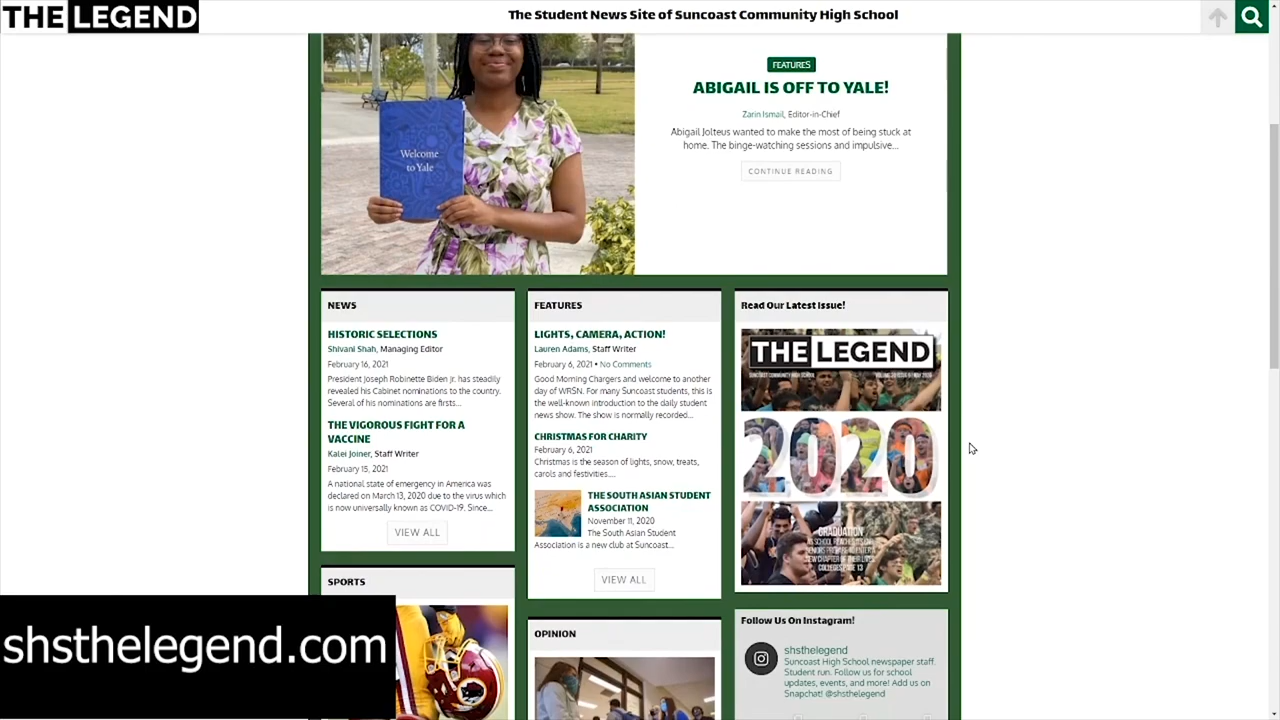 THE LEGEND
The Student News Site of Suncoast Community High School
Welcome
to Yale
FEATURES
ABIGAIL IS OFF TO YALE!
Zarin Ismail, Editor-in-Chief
Abigail Jolteus wanted to make the most of being stuck at
home. The binge-watching sessions and impulsive...
CONTINUE READING
NEWS
HISTORIC SELECTIONS
Shivani Shah, Managing Editor
February 16, 2021
President Joseph Robinette Biden Jr. has steadily
revealed his Cabinet nominations to the country.
Several of his nominations are firsts...
THE VIGOROUS FIGHT FOR A
VACCINE
Kalei Joiner, Staff Writer
February 15, 2021
A national state of emergency in America was
declared on March 13, 2020 due to the virus which
is now universally known as COVID-19. Since...
VIEW ALL
SPORTS
FEATURES
LIGHTS, CAMERA, ACTION!
Lauren Adams, Staff Writer
February 6, 2021 • No Comments
Good Morning Chargers and welcome to another
day of WRSN. For many Suncoast students, this is
the well-known introduction to the daily student
news show. The show is normally recorded...
CHRISTMAS FOR CHARITY
February 6, 2021
Christmas is the season of lights, snow, treats,
carols and festivities....
THE SOUTH ASIAN STUDENT
ASSOCIATION
November 11, 2020
The South Asian Student
Association is a new club at Suncoast...
VIEW ALL
OPINION
Read Our Latest Issue!
THE LEGEND
SUNCOAST COMMUNITY HIGH SCHOOL
2020
GRADUATION
Follow Us On Instagram!
shsthelegend
Suncoast High School newspaper staff.
Student run. Follow us for school
updates, events, and more! Add us on
Snapchat! @shsthelegend
shsthelegend.com